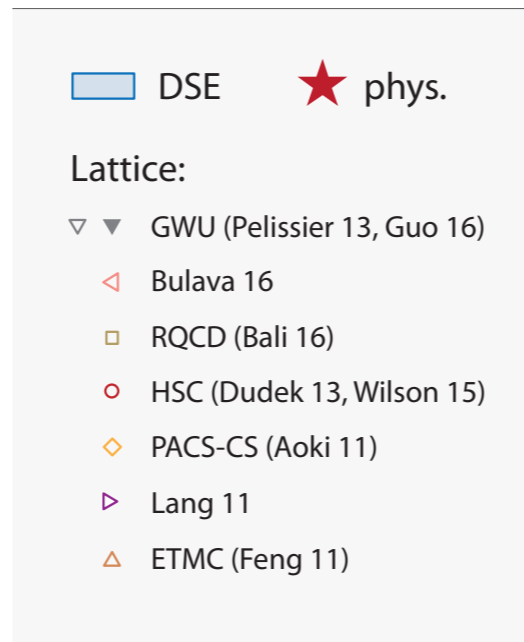 DSE phys.
Lattice:
GWU (Pelissier 13, Guo 16)
Bulava 16
RQCD (Bali 16)
HSC (Dudek 13, Wilson 15)
PACS-CS (Aoki 11)
Lang 11
ETMC (Feng 11)